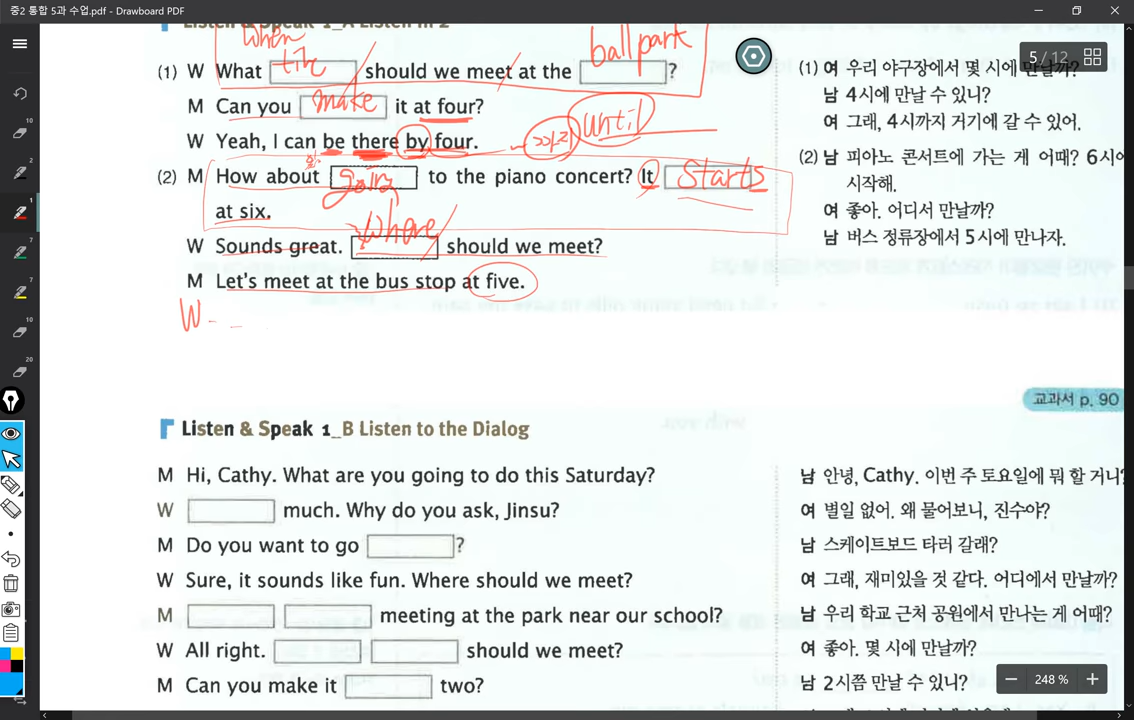 중2 통합 5과 수업.pdf - Drawboard PDF
5 / 12
When
(1) W What time should we meet at the ball park ?
M Can you make it at four?
W Yeah, I can be there by four. until
(2) M How about going to the piano concert? It starts
at six.
W Sounds great. Where should we meet?
M Let's meet at the bus stop at five.
W
(1) 여 우리 야구장에서 몇 시에 만날까?
남 4시에 만날 수 있니?
여 그래, 4시까지 거기에 갈 수 있어.
(2) 남 피아노 콘서트에 가는 게 어때? 6시에
시작해.
여 좋아. 어디서 만날까?
남 버스 정류장에서 5시에 만나자.
교과서 p. 90
Listen & Speak 1_B Listen to the Dialog
M Hi, Cathy. What are you going to do this Saturday?
W much. Why do you ask, Jinsu?
M Do you want to go ?
W Sure, it sounds like fun. Where should we meet?
M meeting at the park near our school?
W All right. should we meet?
M Can you make it two?
남 안녕, Cathy. 이번 주 토요일에 뭐 할 거니?
여 별일 없어. 왜 물어보니, 진수야?
남 스케이트보드 타러 갈래?
여 그래, 재미있을 것 같다. 어디에서 만날까?
남 우리 학교 근처 공원에서 만나는 게 어때?
여 좋아. 몇 시에 만날까?
남 2시쯤 만날 수 있니?
248 %